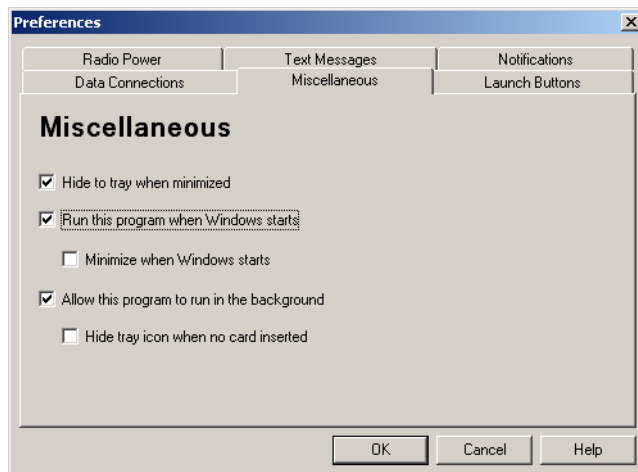 Preferences
Radio Power Text Messages Notifications
Data Connections Miscellaneous Launch Buttons
Miscellaneous
Hide to tray when minimized
Run this program when Windows starts
Minimize when Windows starts
Allow this program to run in the background
Hide tray icon when no card inserted
OK Cancel Help